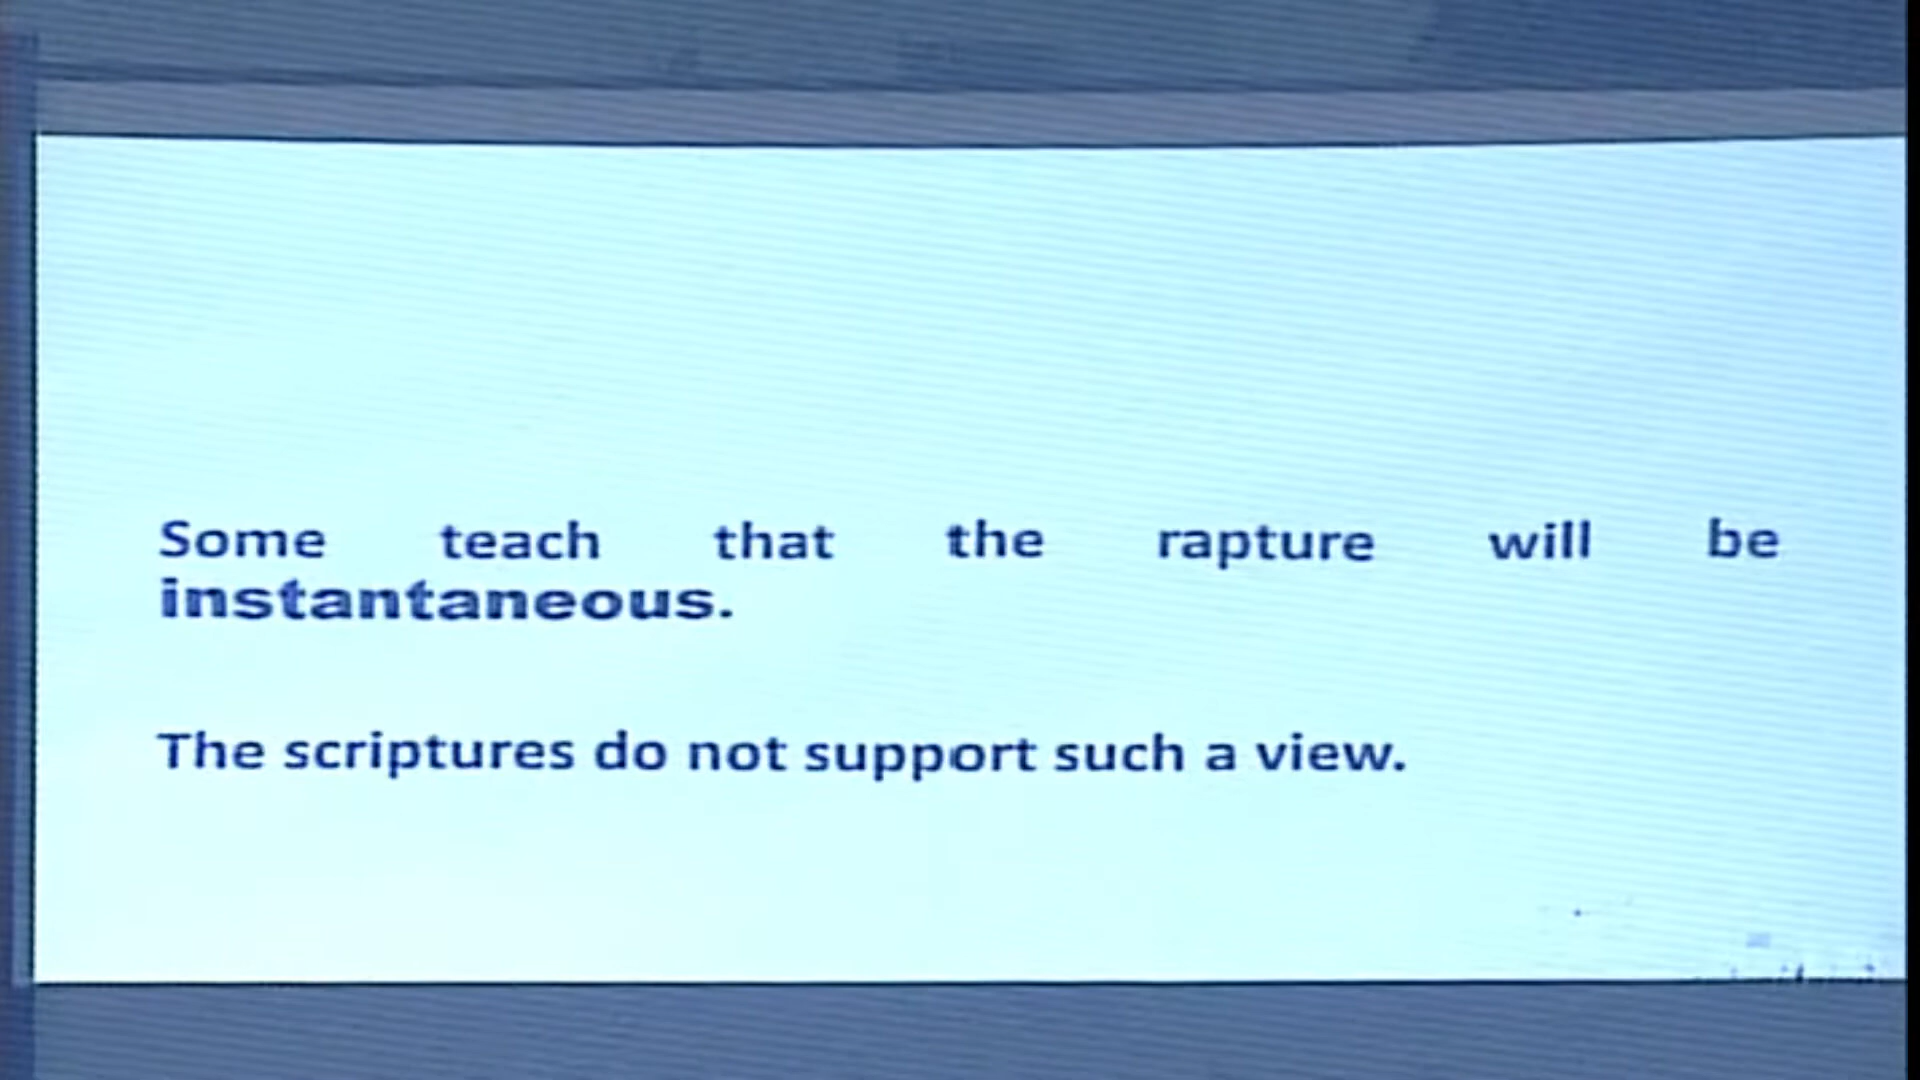 Some teach that the rapture will be
instantaneous.
The scriptures do not support such a view.